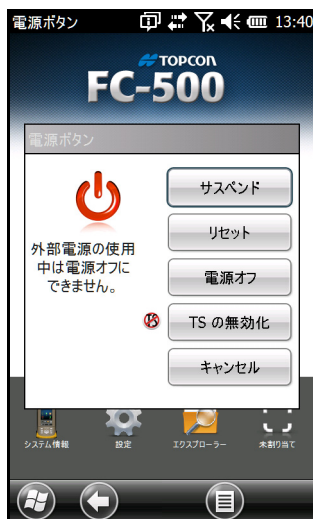 電源ボタン 13:40
TOPCON
FC-500
電源ボタン
サスペンド
リセット
外部電源の使用
中は電源オフに
できません。
電源オフ
TS の無効化
キャンセル
システム情報 設定 エクスプローラー 未割り当て